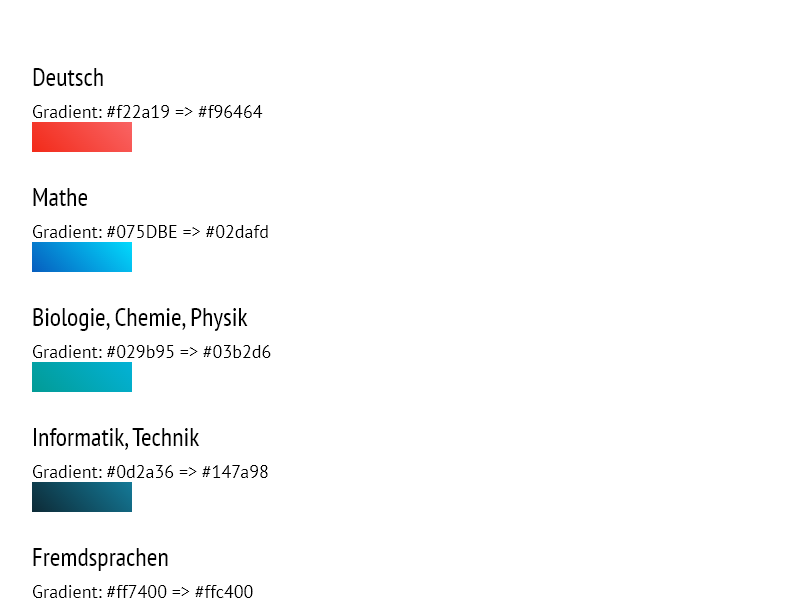 Deutsch
Gradient: #f22a19 => #f96464
Mathe
Gradient: #075DBE => #02dafd
Biologie, Chemie, Physik
Gradient: #029b95 => #03b2d6
Informatik, Technik
Gradient: #0d2a36 => #147a98
Fremdsprachen
Gradient: #ff7400 => #ffc400